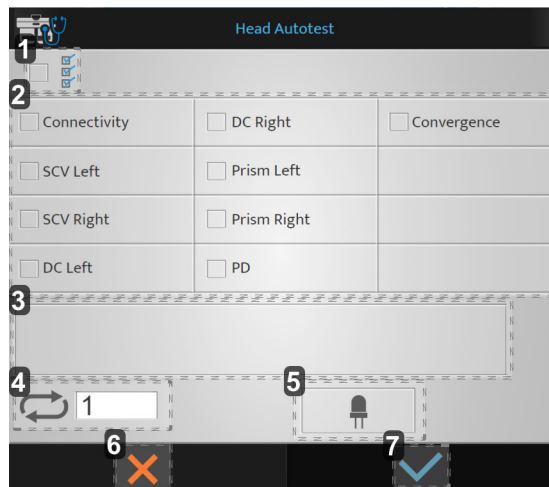 Head Autotest
1
2
Connectivity DC Right Convergence
SCV Left Prism Left
SCV Right Prism Right
DC Left PD
3
4 1
5
6
7